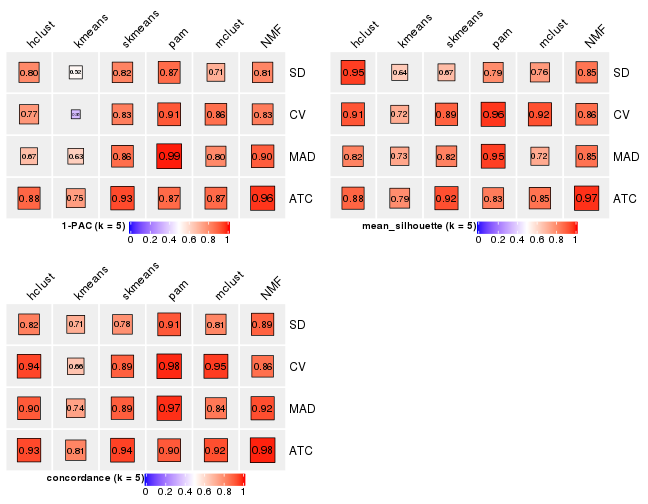 hclust kmeans skmeans pam mclust NMF
0.80 0.52 0.82 0.87 0.71 0.81 SD
0.77 0.83 0.91 0.86 0.83 CV
0.67 0.63 0.86 0.99 0.80 0.90 MAD
0.88 0.75 0.93 0.87 0.87 0.96 ATC
1-PAC (k = 5)
0 0.2 0.4 0.6 0.8 1
hclust kmeans skmeans pam mclust NMF
0.95 0.64 0.67 0.79 0.76 0.85 SD
0.91 0.72 0.89 0.96 0.92 0.86 CV
0.82 0.73 0.82 0.95 0.72 0.85 MAD
0.88 0.79 0.92 0.83 0.85 0.97 ATC
mean_silhouette (k = 5)
0 0.2 0.4 0.6 0.8 1
hclust kmeans skmeans pam mclust NMF
0.82 0.71 0.78 0.91 0.81 0.89 SD
0.94 0.66 0.89 0.98 0.95 0.86 CV
0.90 0.74 0.89 0.97 0.84 0.92 MAD
0.93 0.81 0.94 0.90 0.92 0.98 ATC
concordance (k = 5)
0 0.2 0.4 0.6 0.8 1